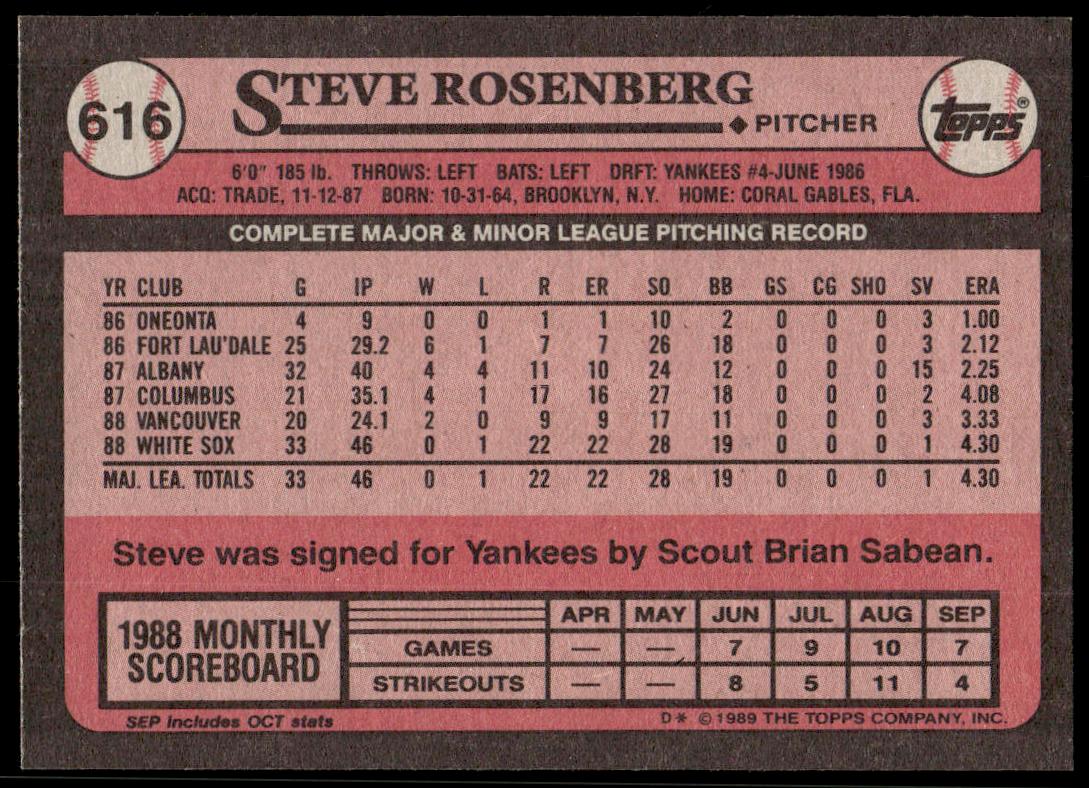 616
STEVE ROSENBERG
PITCHER
TOPPS®
6'0" 185 lb. THROWS: LEFT BATS: LEFT DRFT: YANKEES #4-JUNE 1986
ACQ: TRADE, 11-12-87 BORN: 10-31-64, BROOKLYN, N.Y. HOME: CORAL GABLES, FLA.
COMPLETE MAJOR & MINOR LEAGUE PITCHING RECORD
YR CLUB G IP W L R ER SO BB GS CG SHO SV ERA
86 ONEONTA 4 9 0 0 1 1 10 2 0 0 0 3 1.00
86 FORT LAU'DALE 25 29.2 6 1 7 7 26 18 0 0 0 3 2.12
87 ALBANY 32 40 4 4 11 10 24 12 0 0 0 15 2.25
87 COLUMBUS 21 35.1 4 1 17 16 27 18 0 0 0 2 4.08
88 VANCOUVER 20 24.1 2 0 9 9 17 11 0 0 0 3 3.33
88 WHITE SOX 33 46 0 1 22 22 28 19 0 0 0 1 4.30
MAJ. LEA. TOTALS 33 46 0 1 22 22 28 19 0 0 0 1 4.30
Steve was signed for Yankees by Scout Brian Sabean.
1988 MONTHLY
SCOREBOARD
APR MAY JUN JUL AUG SEP
GAMES — — 7 9 10 7
STRIKEOUTS — — 8 5 11 4
SEP includes OCT stats
D* © 1989 THE TOPPS COMPANY, INC.